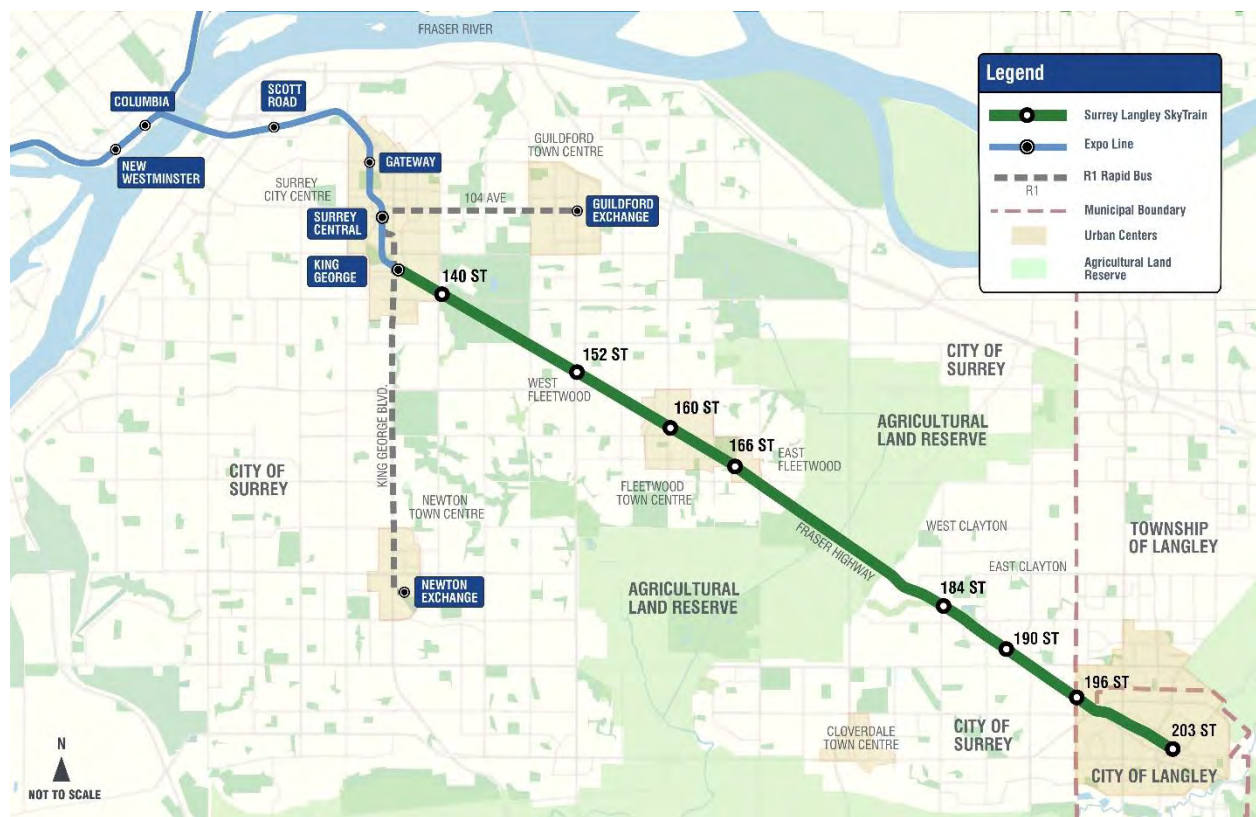 FRASER RIVER
Legend
Surrey Langley SkyTrain
Expo Line
R1 Rapid Bus
R1
Municipal Boundary
Urban Centers
Agricultural Land
Reserve
COLUMBIA
SCOTT
ROAD
NEW
WESTMINSTER
GATEWAY
GUILDFORD
TOWN CENTRE
SURREY
CITY CENTRE
104 AVE
SURREY
CENTRAL
GUILDFORD
EXCHANGE
KING
GEORGE
140 ST
152 ST
WEST
FLEETWOOD
160 ST
166 ST
EAST
FLEETWOOD
FLEETWOOD
TOWN CENTRE
CITY OF
SURREY
AGRICULTURAL
LAND RESERVE
KING GEORGE BLVD.
CITY OF
SURREY
NEWTON
TOWN CENTRE
FRASER HIGHWAY
WEST CLAYTON
TOWNSHIP
OF LANGLEY
EAST CLAYTON
NEWTON
EXCHANGE
AGRICULTURAL
LAND RESERVE
184 ST
190 ST
196 ST
CLOVERDALE
TOWN CENTRE
CITY OF
SURREY
203 ST
CITY OF LANGLEY
N
NOT TO SCALE